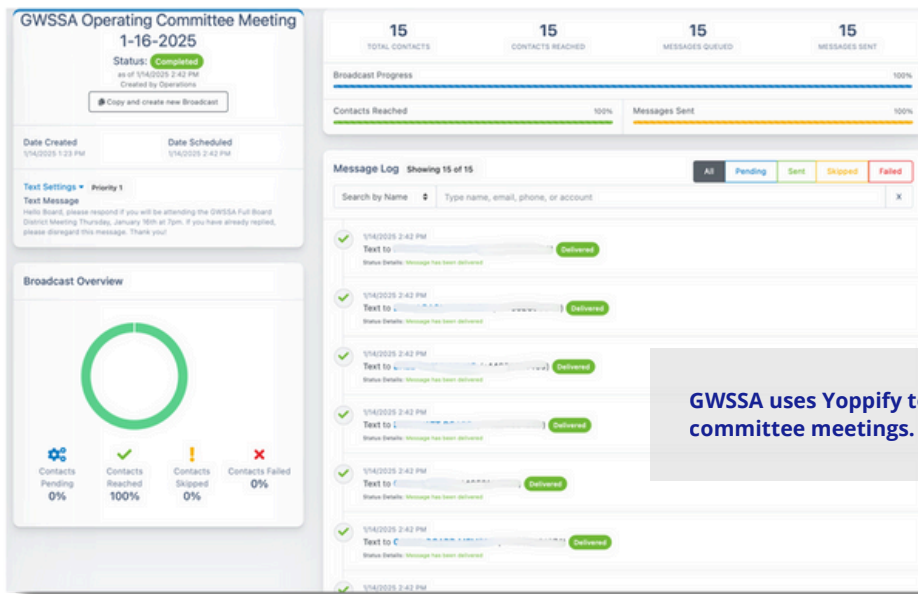 GWSSA Operating Committee Meeting
1-16-2025
Status: Completed
as of 1/14/2025 2:42 PM
Created by Operations
Copy and create new Broadcast
Date Created
1/14/2025 1:23 PM
Date Scheduled
1/14/2025 2:42 PM
Text Settings Priority 1
Text Message
Hello Board, please respond if you will be attending the GWSSA Full Board
District Meeting Thursday, January 16th at 7pm. If you have already replied,
please disregard this message. Thank you!
Broadcast Overview
Contacts Pending 0%
Contacts Reached 100%
Contacts Skipped 0%
Contacts Failed 0%
15
TOTAL CONTACTS
15
CONTACTS REACHED
15
MESSAGES QUEUED
15
MESSAGES SENT
Broadcast Progress 100%
Contacts Reached 100%
Messages Sent 100%
Message Log Showing 15 of 15
All Pending Sent Skipped Failed
Search by Name Type name, email, phone, or account X
1/14/2025 2:42 PM
Text to Delivered
Status Details: Message has been delivered
1/14/2025 2:42 PM
Text to Delivered
Status Details: Message has been delivered
1/14/2025 2:42 PM
Text to Delivered
Status Details: Message has been delivered
1/14/2025 2:42 PM
Text to Delivered
Status Details: Message has been delivered
1/14/2025 2:42 PM
Text to Delivered
Status Details: Message has been delivered
1/14/2025 2:42 PM
Text to Delivered
Status Details: Message has been delivered
1/14/2025 2:42 PM
GWSSA uses Yoppify
committee meetings.